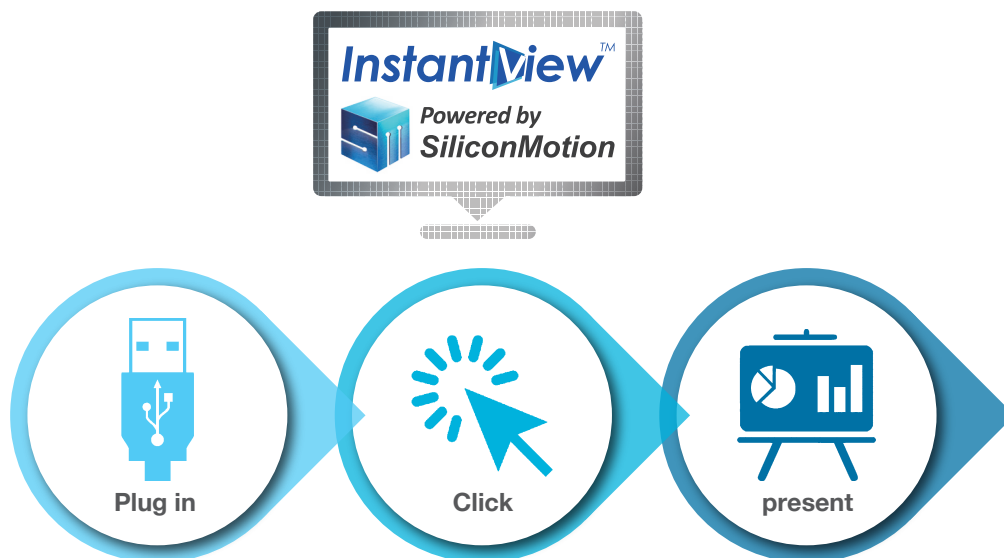 InstantView™
Powered by
SiliconMotion
Plug in
Click
present